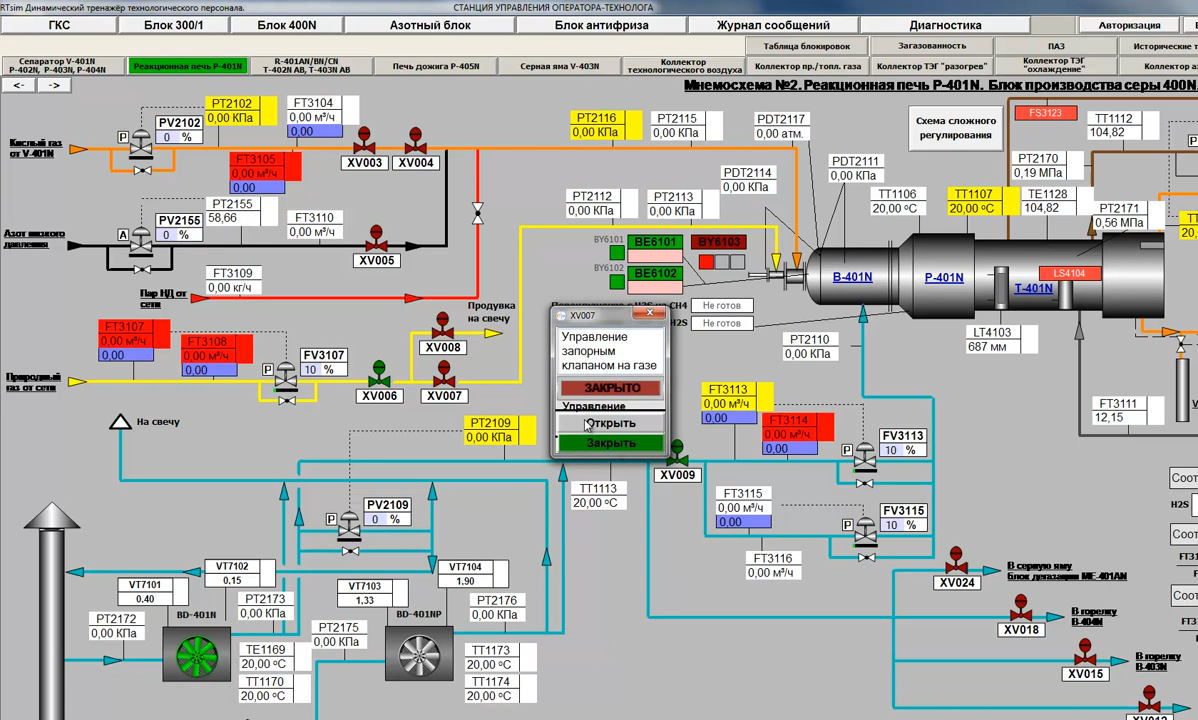 RTsim Динамический тренажёр технологического персонала.
СТАНЦИЯ УПРАВЛЕНИЯ ОПЕРАТОРА-ТЕХНОЛОГА
ГКС
Блок 300/1
Блок 400N
Азотный блок
Блок антифриза
Журнал сообщений
Диагностика
Авторизация
Таблица блокировок
Загазованность
ПАЗ
Сепаратор V-401N
P-402N, P-403N, P-404N
Реакционная печь P-401N
R-401AN/BN/CN
T-402N AB, T-403N AB
Печь дожига P-405N
Серная яма V-403N
Коллектор
технологического воздуха
Коллектор пр./топл. газа
Коллектор ТЭГ "разогрев"
Коллектор ТЭГ
"охлаждение"
<-
->
Мнемосхема №2. Реакционная печь P-401N. Блок производства серы 400N.
PT2102
0,00 КПа
FT3104
0,00 м³/ч
0,00
P
PV2102
0 %
Кислый газ
от V-401N
FT3105
0,00 м³/ч
0,00
XV003
XV004
PT2116
0,00 КПа
PT2115
0,00 КПа
PDT2117
0,00 атм.
Схема сложного
регулирования
FS3123
TT1112
104,82
PDT2111
0,00 КПа
PT2170
0,19 МПа
PDT2114
0,00 КПа
PT2112
0,00 КПа
PT2113
0,00 КПа
TT1106
20,00 ºC
TT1107
20,00 ºC
TE1128
104,82
PT2171
0,56 МПа
PV2155
0 %
PT2155
58,66
FT3110
0,00 м³/ч
Азот низкого
давления
A
XV005
BY6101
BE6101
BY6103
BY6102
BE6102
B-401N
P-401N
T-401N
LS4104
FT3109
0,00 кг/ч
Пар НД от
сети
Продувка
на свечу
CH4
Не готов
H2S
Не готов
XV007
Управление
запорным
клапаном на газе
ЗАКРЫТО
Управление
Открыть
Закрыть
FT3107
0,00 м³/ч
0,00
FT3108
0,00 м³/ч
0,00
P
FV3107
10 %
XV008
XV006
XV007
Природный
газ от сети
PT2110
0,00 КПа
LT4103
687 мм
На свечу
PT2109
0,00 КПа
FT3113
0,00 м³/ч
0,00
FT3114
0,00 м³/ч
0,00
P
FV3113
10 %
FT3111
12,15
XV009
TT1113
20,00 ºC
FT3115
0,00 м³/ч
0,00
P
FV3115
10 %
FT3116
0,00 м³/ч
P
PV2109
0 %
H2S
XV024
В серную яму
Блок дегазации МЕ-401AN
VT7102
0.15
VT7101
0.40
PT2173
0,00 КПа
VT7103
1,33
VT7104
1.90
PT2172
0,00 КПа
BD-401N
BD-401NP
PT2176
0,00 КПа
PT2175
0,00 КПа
XV018
В горелку
B-404N
TE1169
20,00 ºC
TT1170
20,00 ºC
TT1173
20,00 ºC
TT1174
20,00 ºC
XV015
В горелку
B-403N